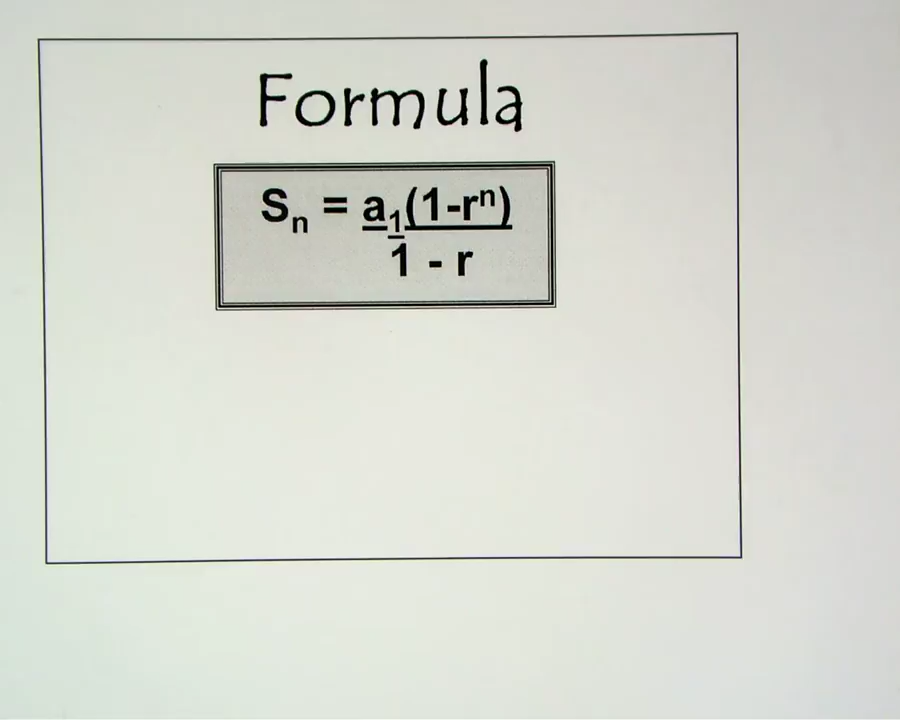 Formula
Sₙ = a₁(1-rⁿ)
1 - r